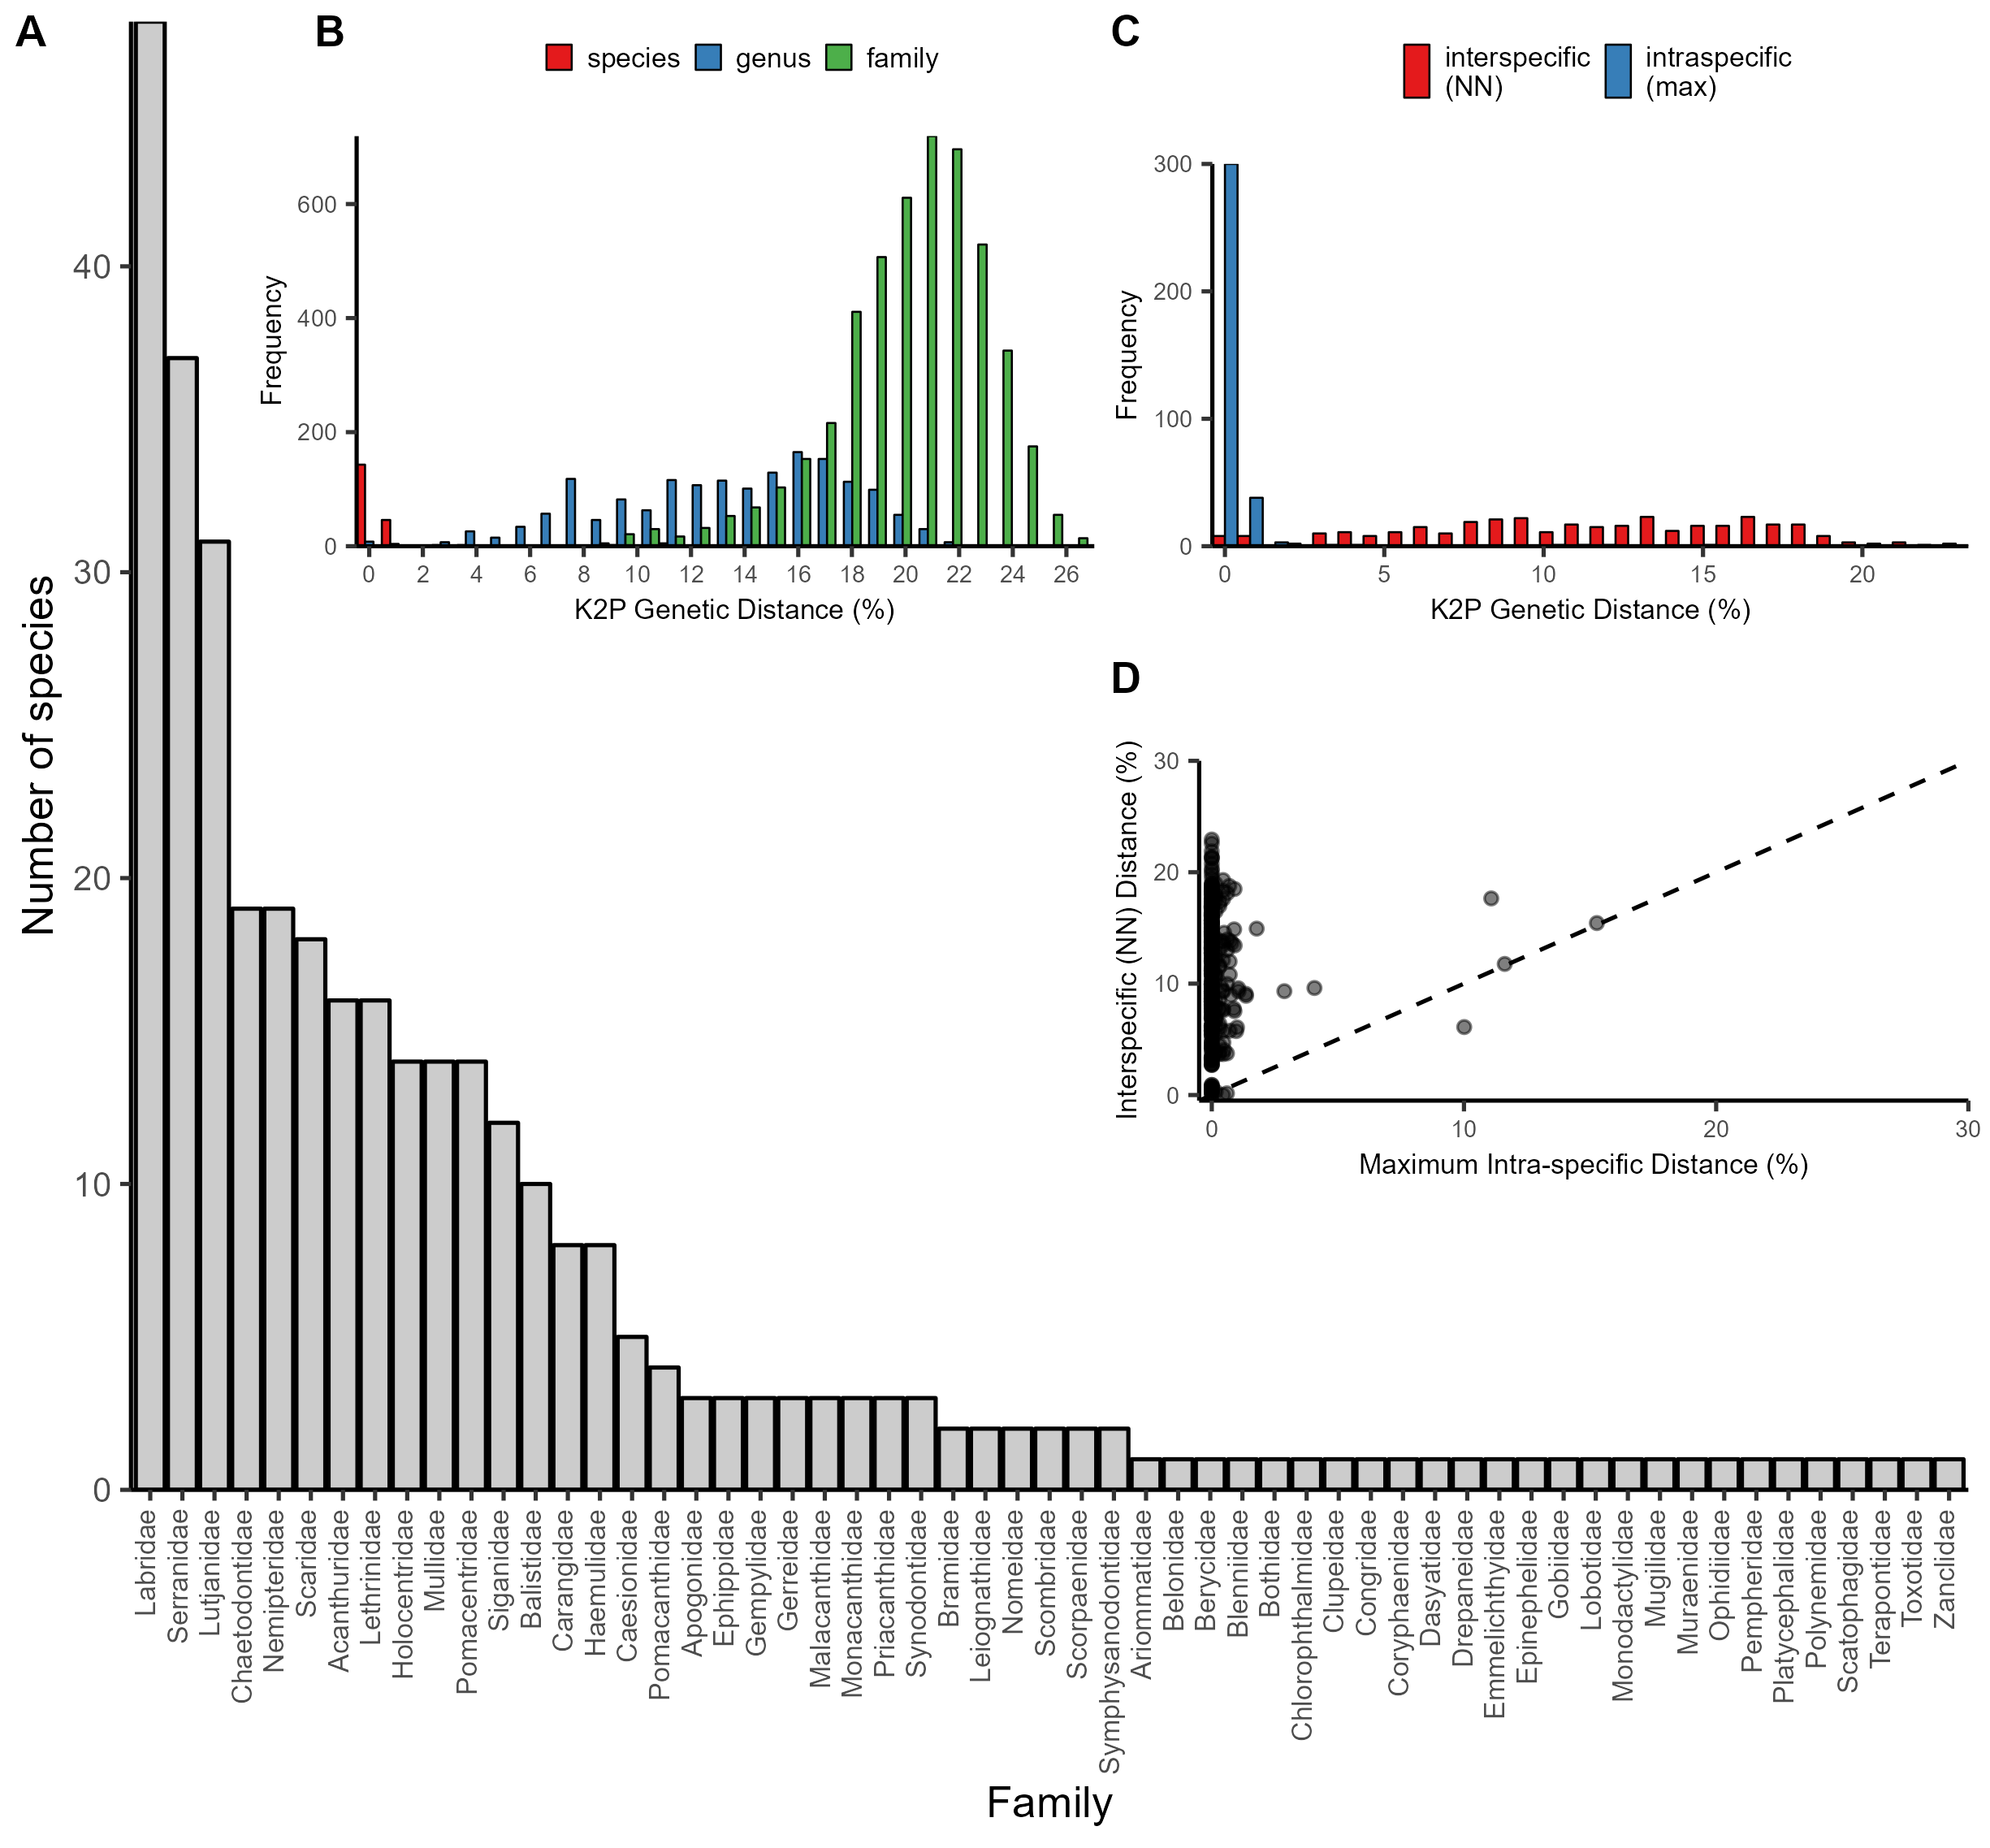 A
Number of species
40
30
20
10
0
Labridae
Serranidae
Lutjanidae
Chaetodontidae
Nemipteridae
Scaridae
Acanthuridae
Lethrinidae
Holocentridae
Mullidae
Pomacentridae
Siganidae
Balistidae
Carangidae
Haemulidae
Caesionidae
Pomacanthidae
Apogonidae
Ephippidae
Gempylidae
Gerreidae
Malacanthidae
Monacanthidae
Priacanthidae
Synodontidae
Bramidae
Leiognathidae
Nomeidae
Scombridae
Scorpaenidae
Symphysanodontidae
Ariommatidae
Belonidae
Berycidae
Blenniidae
Bothidae
Chlorophthalmidae
Clupeidae
Congridae
Coryphaenidae
Dasyatidae
Drepaneidae
Emmelichthyidae
Epinephelidae
Gobiidae
Lobotidae
Monodactylidae
Mugilidae
Muraenidae
Ophidiidae
Pempheridae
Platycephalidae
Polynemidae
Scatophagidae
Terapontidae
Toxotidae
Zanclidae
Family
B
species genus family
Frequency
600
400
200
0
0 2 4 6 8 10 12 14 16 18 20 22 24 26
K2P Genetic Distance (%)
C
interspecific
(NN)
intraspecific
(max)
Frequency
300
200
100
0
0 5 10 15 20
K2P Genetic Distance (%)
D
Interspecific (NN) Distance (%)
30
20
10
0
0 10 20 30
Maximum Intra-specific Distance (%)